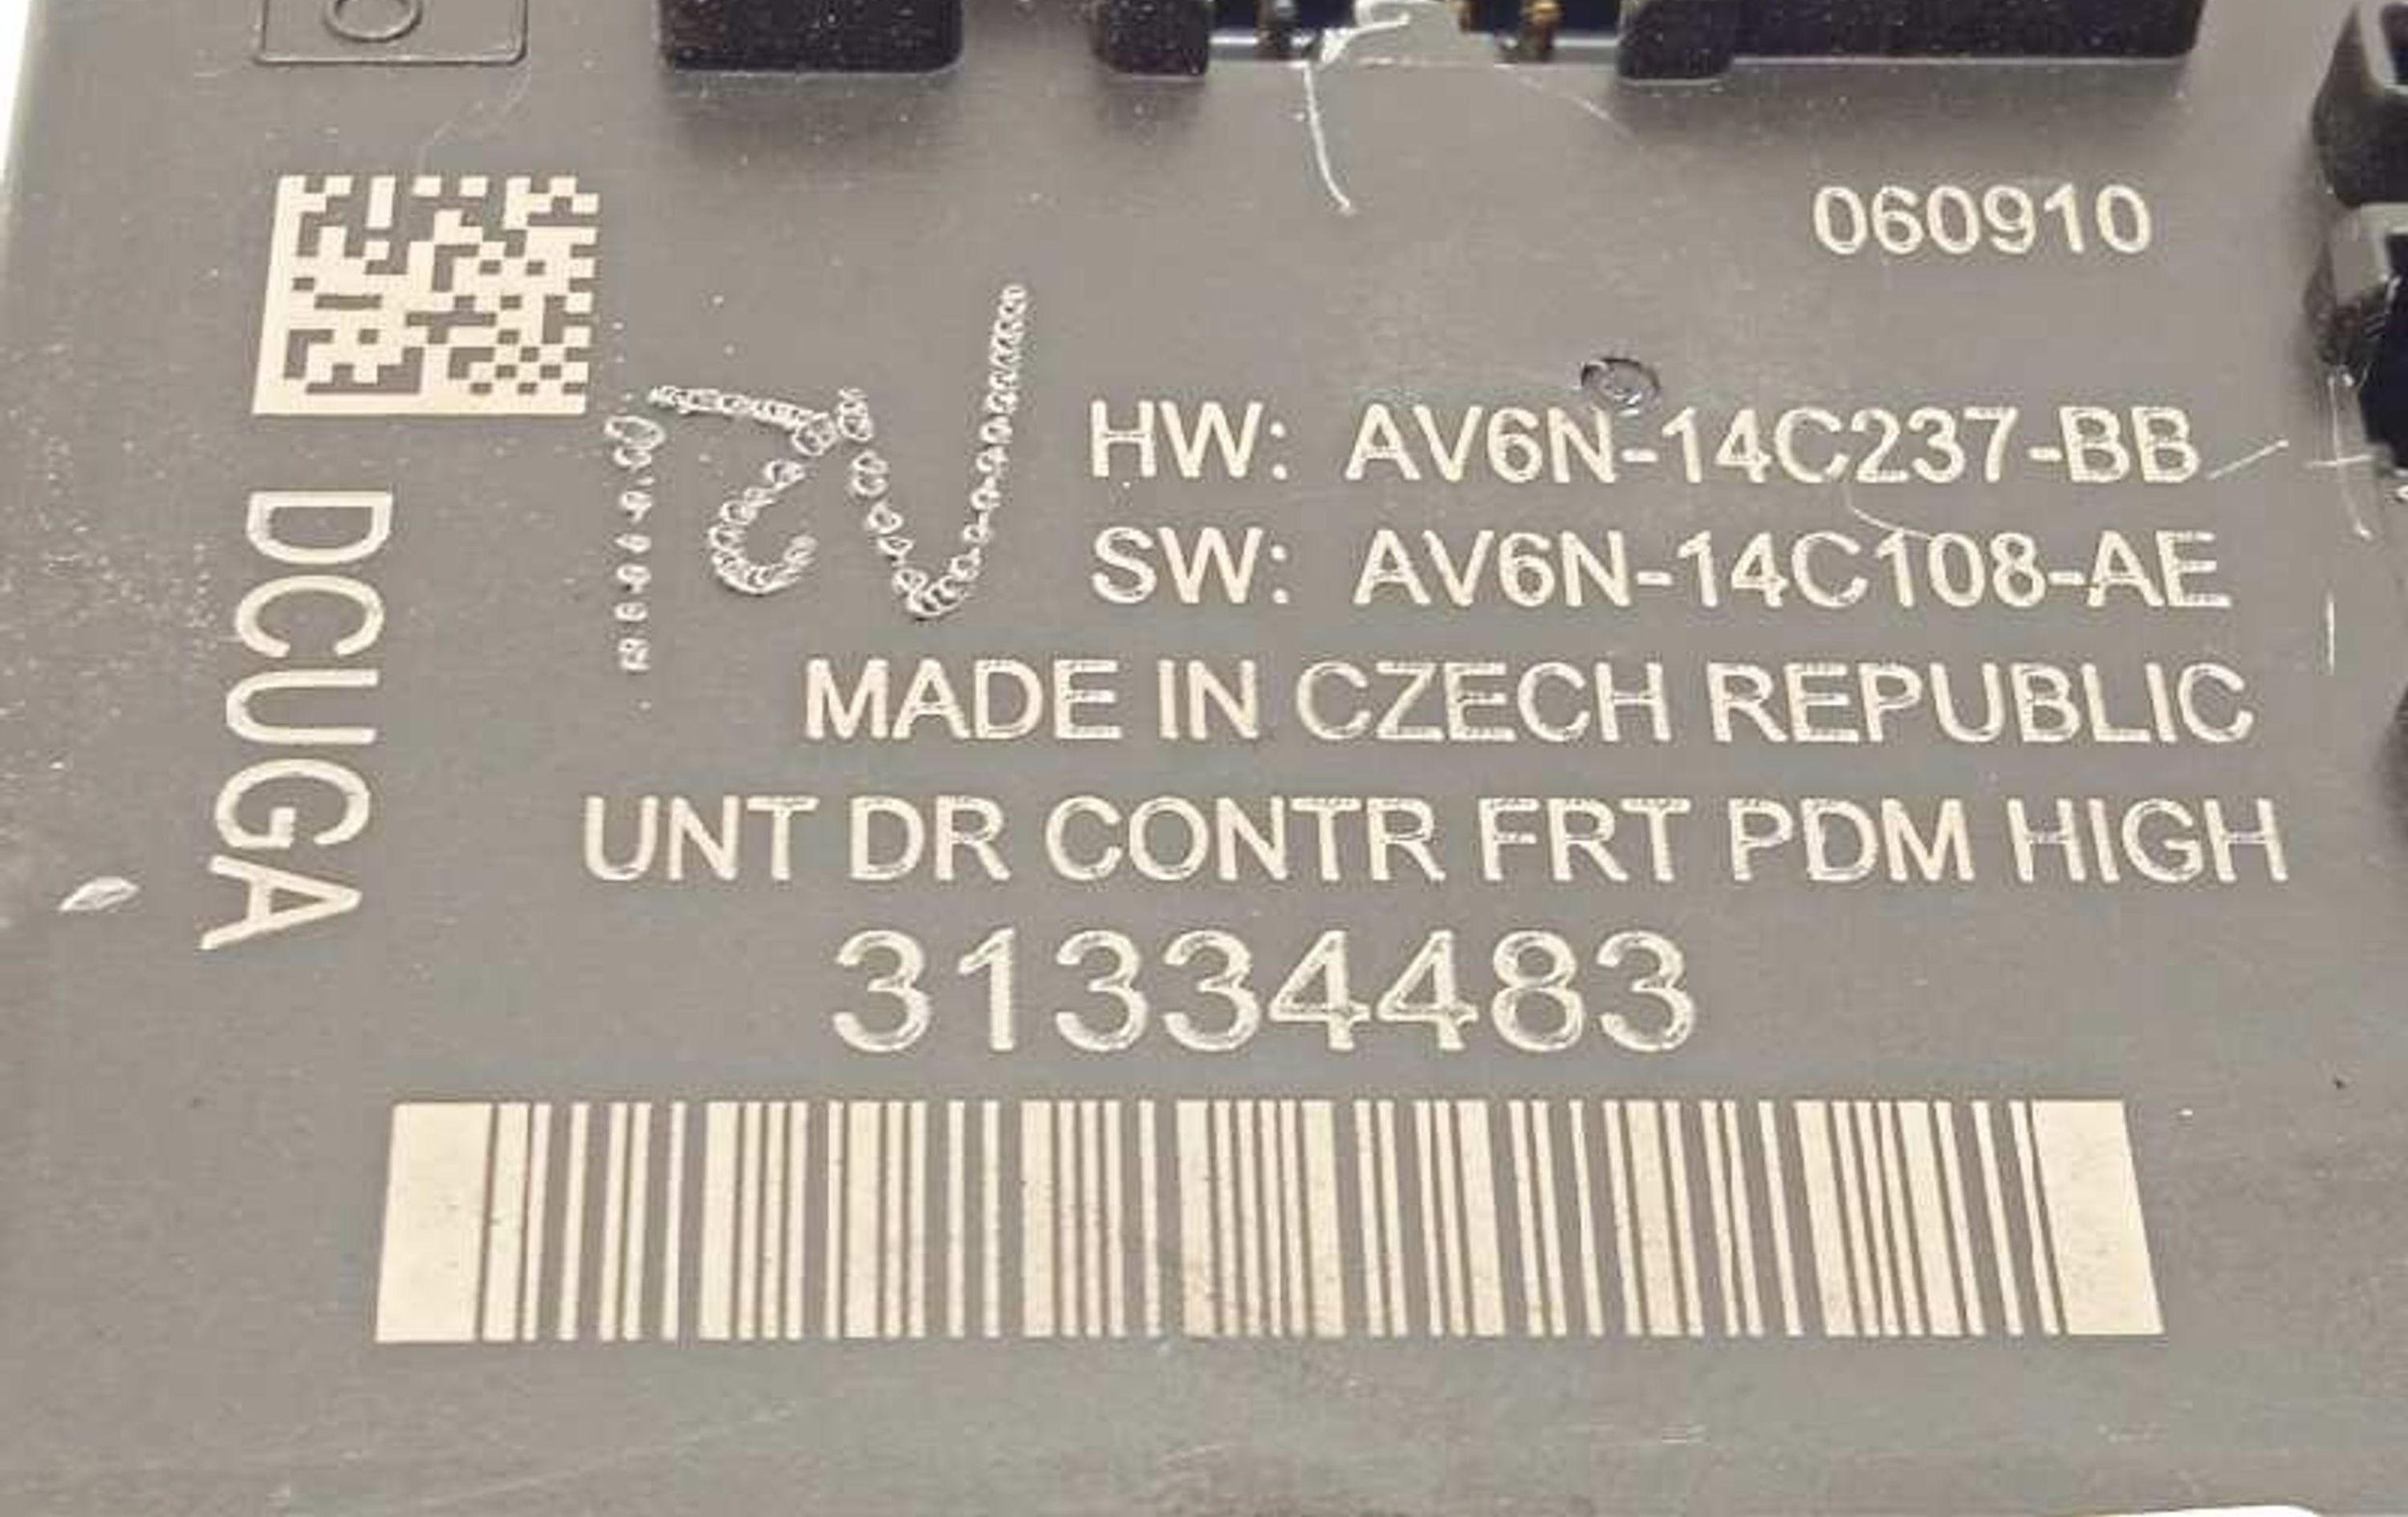 060910
HW: AV6N-14C237-BB
SW: AV6N-14C108-AE
MADE IN CZECH REPUBLIC
UNT DR CONTR FRT PDM HIGH
31334483
DCUGA